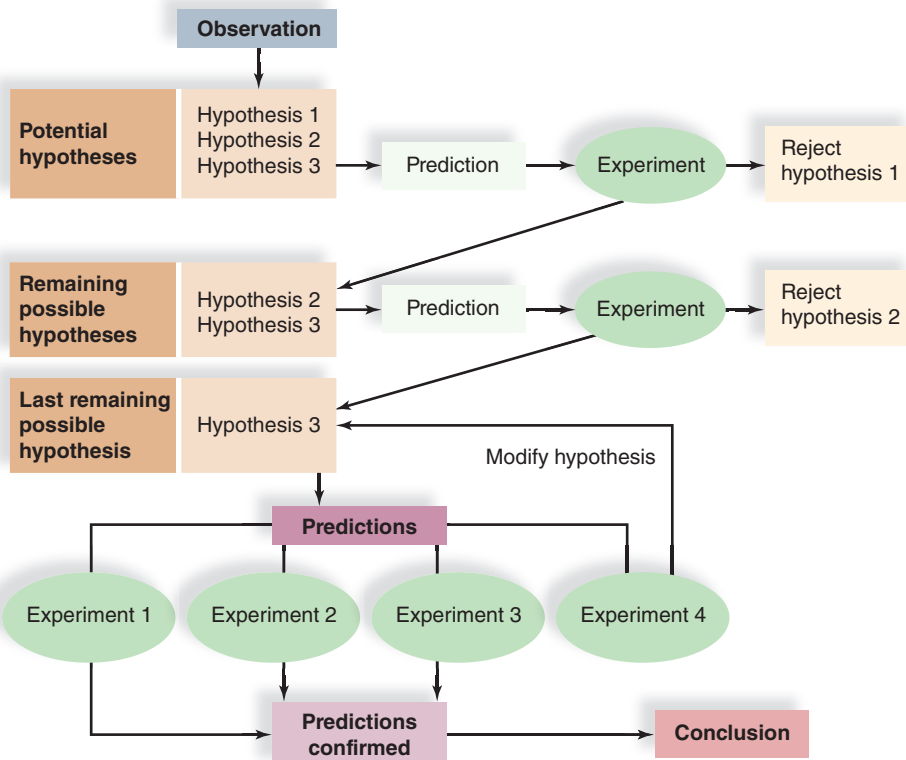 Observation
Potential
hypotheses
Hypothesis 1
Hypothesis 2
Hypothesis 3
Prediction
Experiment
Reject
hypothesis 1
Remaining
possible
hypotheses
Hypothesis 2
Hypothesis 3
Prediction
Experiment
Reject
hypothesis 2
Last remaining
possible
hypothesis
Hypothesis 3
Modify hypothesis
Predictions
Experiment 1
Experiment 2
Experiment 3
Experiment 4
Predictions
confirmed
Conclusion